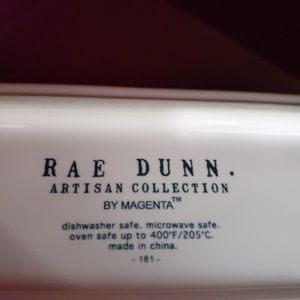 RAE DUNN.
ARTISAN COLLECTION
BY MAGENTA™
dishwasher safe. microwave safe.
oven safe up to 400°F/205°C.
made in china.
- 181 -